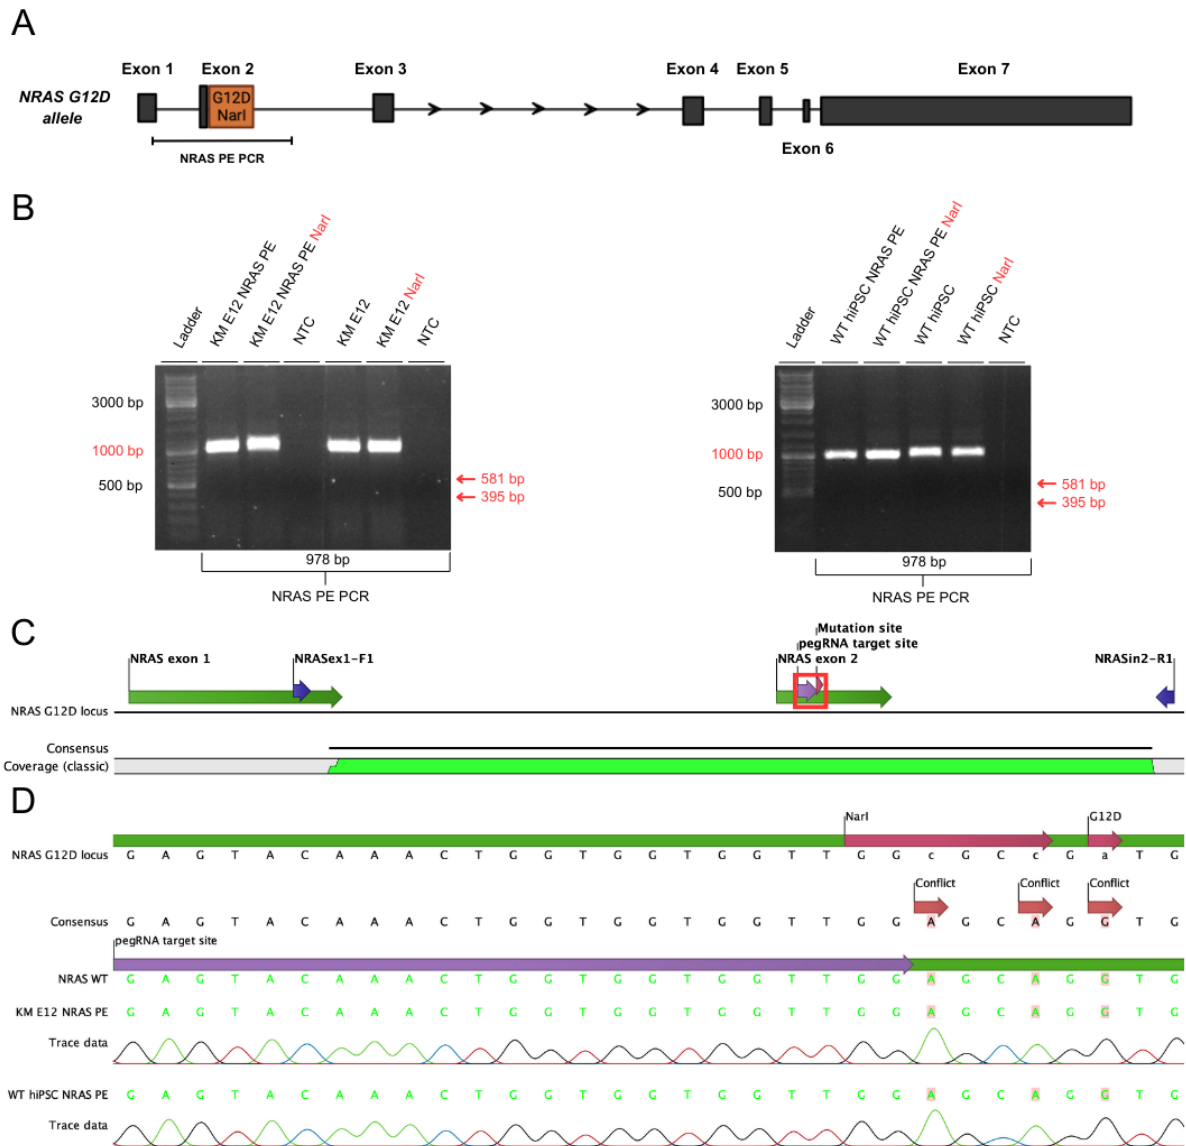 A
Exon 1 Exon 2 Exon 3 Exon 4 Exon 5 Exon 7
NRAS G12D
allele
G12D
NarI
Exon 6
NRAS PE PCR
B
Ladder
KM E12 NRAS PE
KM E12 NRAS PE NarI
NTC
KM E12
KM E12 NarI
NTC
3000 bp
1000 bp
500 bp
581 bp
395 bp
978 bp
NRAS PE PCR
Ladder
WT hiPSC NRAS PE
WT hiPSC NRAS PE NarI
WT hiPSC
WT hiPSC NarI
NTC
3000 bp
1000 bp
500 bp
581 bp
395 bp
978 bp
NRAS PE PCR
C
Mutation site
pegRNA target site
NRAS exon 1 NRASex1-F1 NRAS exon 2 NRASin2-R1
NRAS G12D locus
Consensus
Coverage (classic)
D
NarI G12D
NRAS G12D locus G A G T A C A A A C T G G T G G T G G T T G G c G C c G a T G
Conflict Conflict Conflict
Consensus G A G T A C A A A C T G G T G G T G G T T G G A G C A G G T G
pegRNA target site
NRAS WT G A G T A C A A A C T G G T G G T G G T T G G A G C A G G T G
KM E12 NRAS PE G A G T A C A A A C T G G T G G T G G T T G G A G C A G G T G
Trace data
WT hiPSC NRAS PE G A G T A C A A A C T G G T G G T G G T T G G A G C A G G T G
Trace data